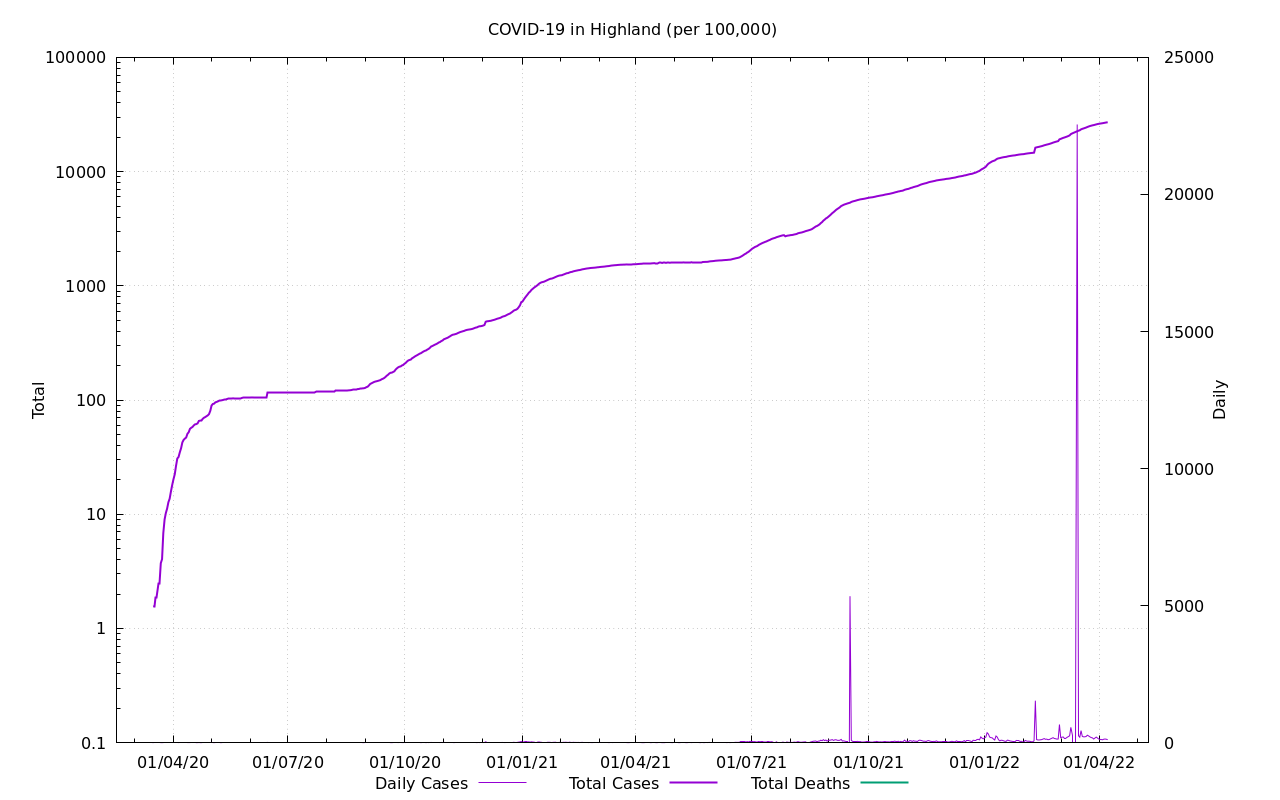 COVID-19 in Highland (per 100,000)
100000
10000
1000
100
10
1
0.1
Total
25000
20000
15000
10000
5000
0
Daily
01/04/20 01/07/20 01/10/20 01/01/21 01/04/21 01/07/21 01/10/21 01/01/22 01/04/22
Daily Cases Total Cases Total Deaths